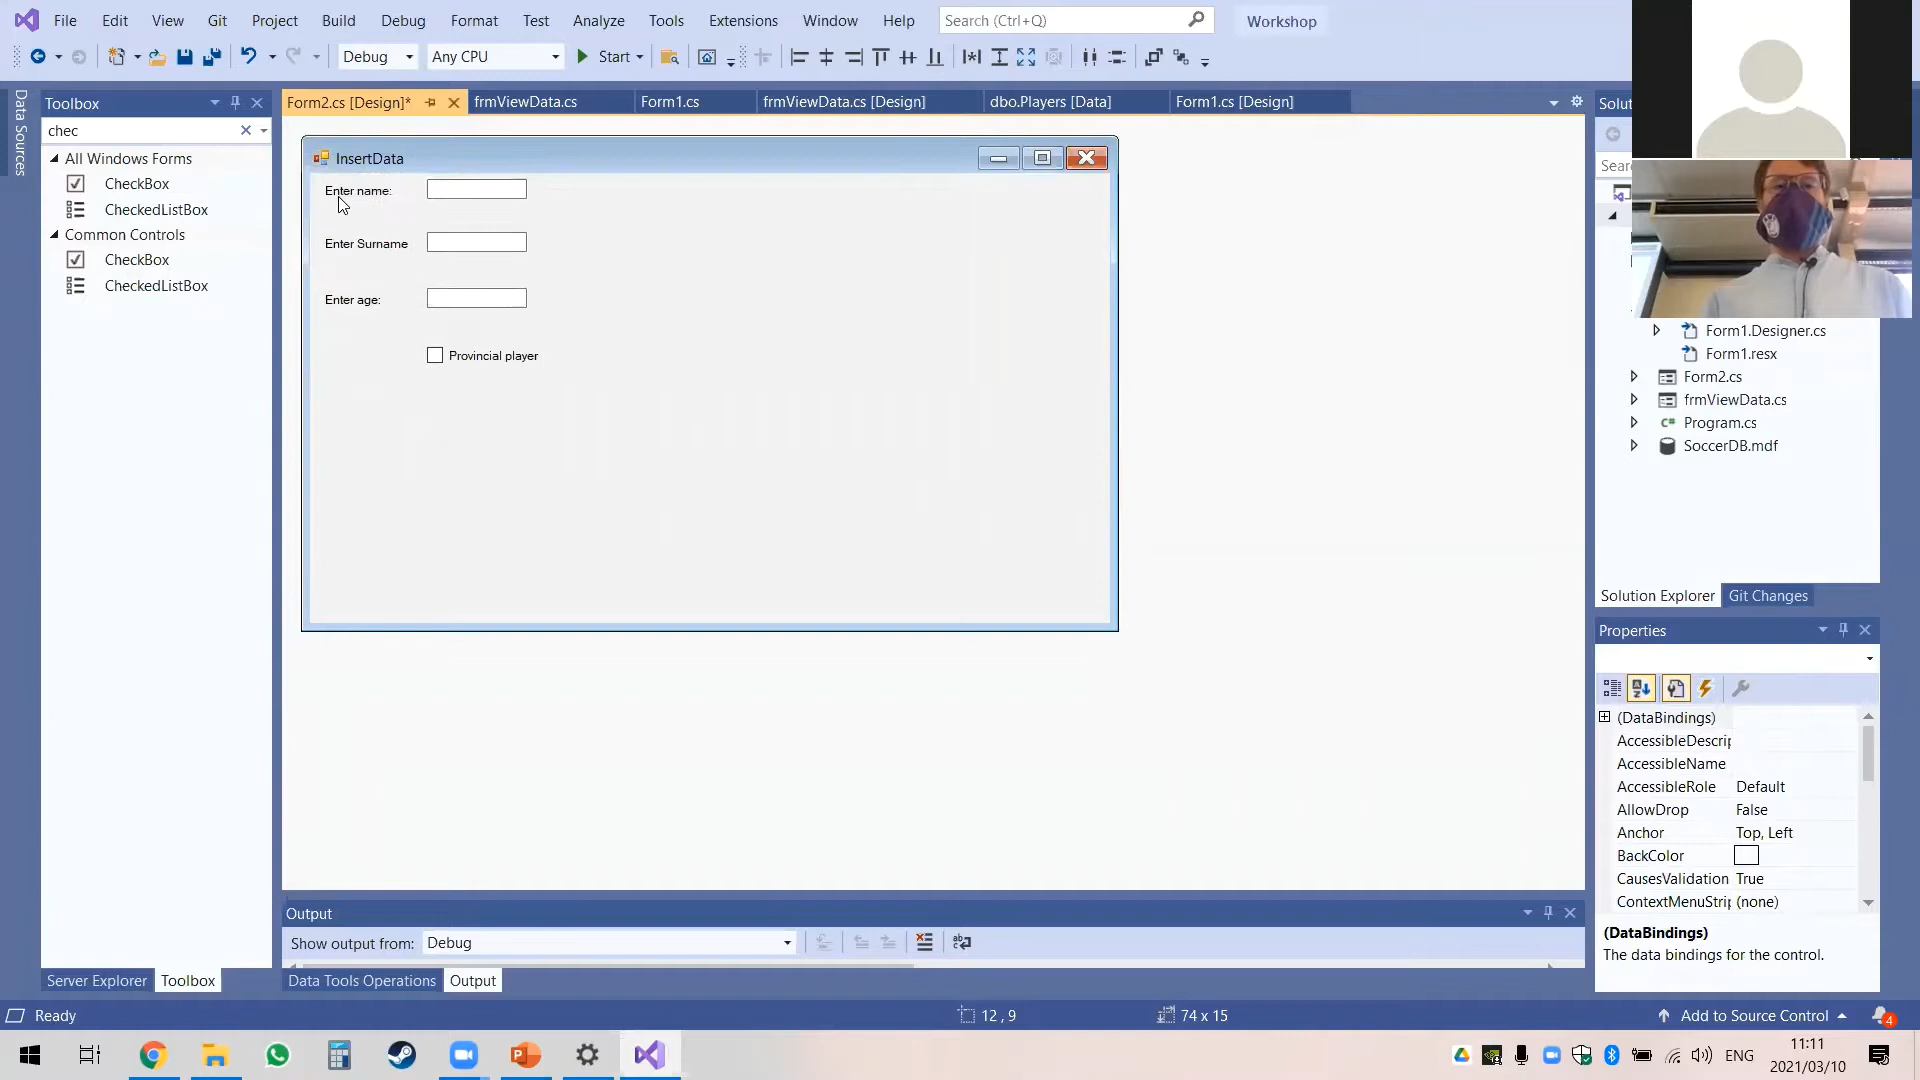 File Edit View Git Project Build Debug Format Test Analyze Tools Extensions Window Help Search (Ctrl+Q) Workshop
Debug Any CPU Start
Data Sources
Toolbox
chec
All Windows Forms
CheckBox
CheckedListBox
Common Controls
CheckBox
CheckedListBox
Server Explorer Toolbox
Form2.cs [Design]* frmViewData.cs Form1.cs frmViewData.cs [Design] dbo.Players [Data] Form1.cs [Design]
InsertData
Enter name:
Enter Surname
Enter age:
Provincial player
Output
Show output from: Debug
Data Tools Operations Output
Solu
Sear
Form1.Designer.cs
Form1.resx
Form2.cs
frmViewData.cs
C# Program.cs
SoccerDB.mdf
Solution Explorer Git Changes
Properties
(DataBindings)
AccessibleDescrip
AccessibleName
AccessibleRole Default
AllowDrop False
Anchor Top, Left
BackColor
CausesValidation True
ContextMenuStrip (none)
(DataBindings)
The data bindings for the control.
Ready 12 , 9 74 x 15 Add to Source Control 4
ENG 11:11
2021/03/10